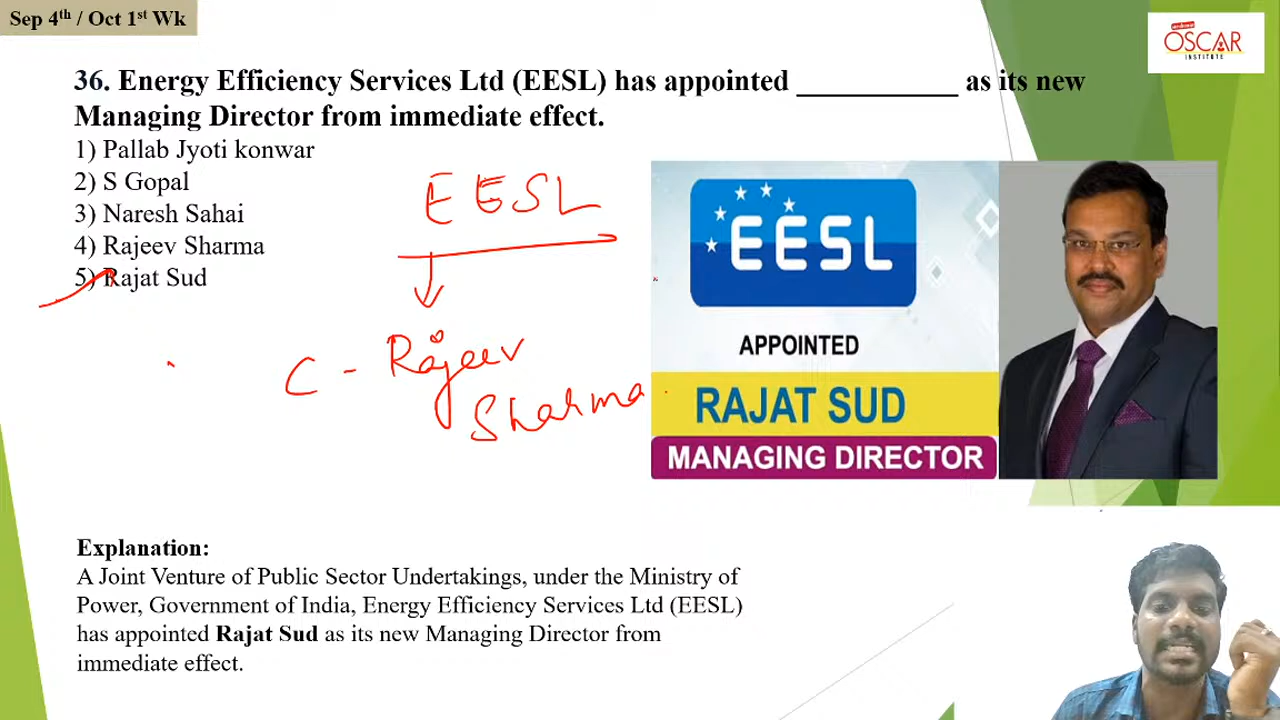 Sep 4th / Oct 1st Wk
OSCAR
INSTITUTE
36. Energy Efficiency Services Ltd (EESL) has appointed ___________ as its new
Managing Director from immediate effect.
1) Pallab Jyoti konwar
2) S Gopal
3) Naresh Sahai
4) Rajeev Sharma
5) Rajat Sud
EESL
C - Rajeev
Sharma
EESL
APPOINTED
RAJAT SUD
MANAGING DIRECTOR
Explanation:
A Joint Venture of Public Sector Undertakings, under the Ministry of
Power, Government of India, Energy Efficiency Services Ltd (EESL)
has appointed Rajat Sud as its new Managing Director from
immediate effect.